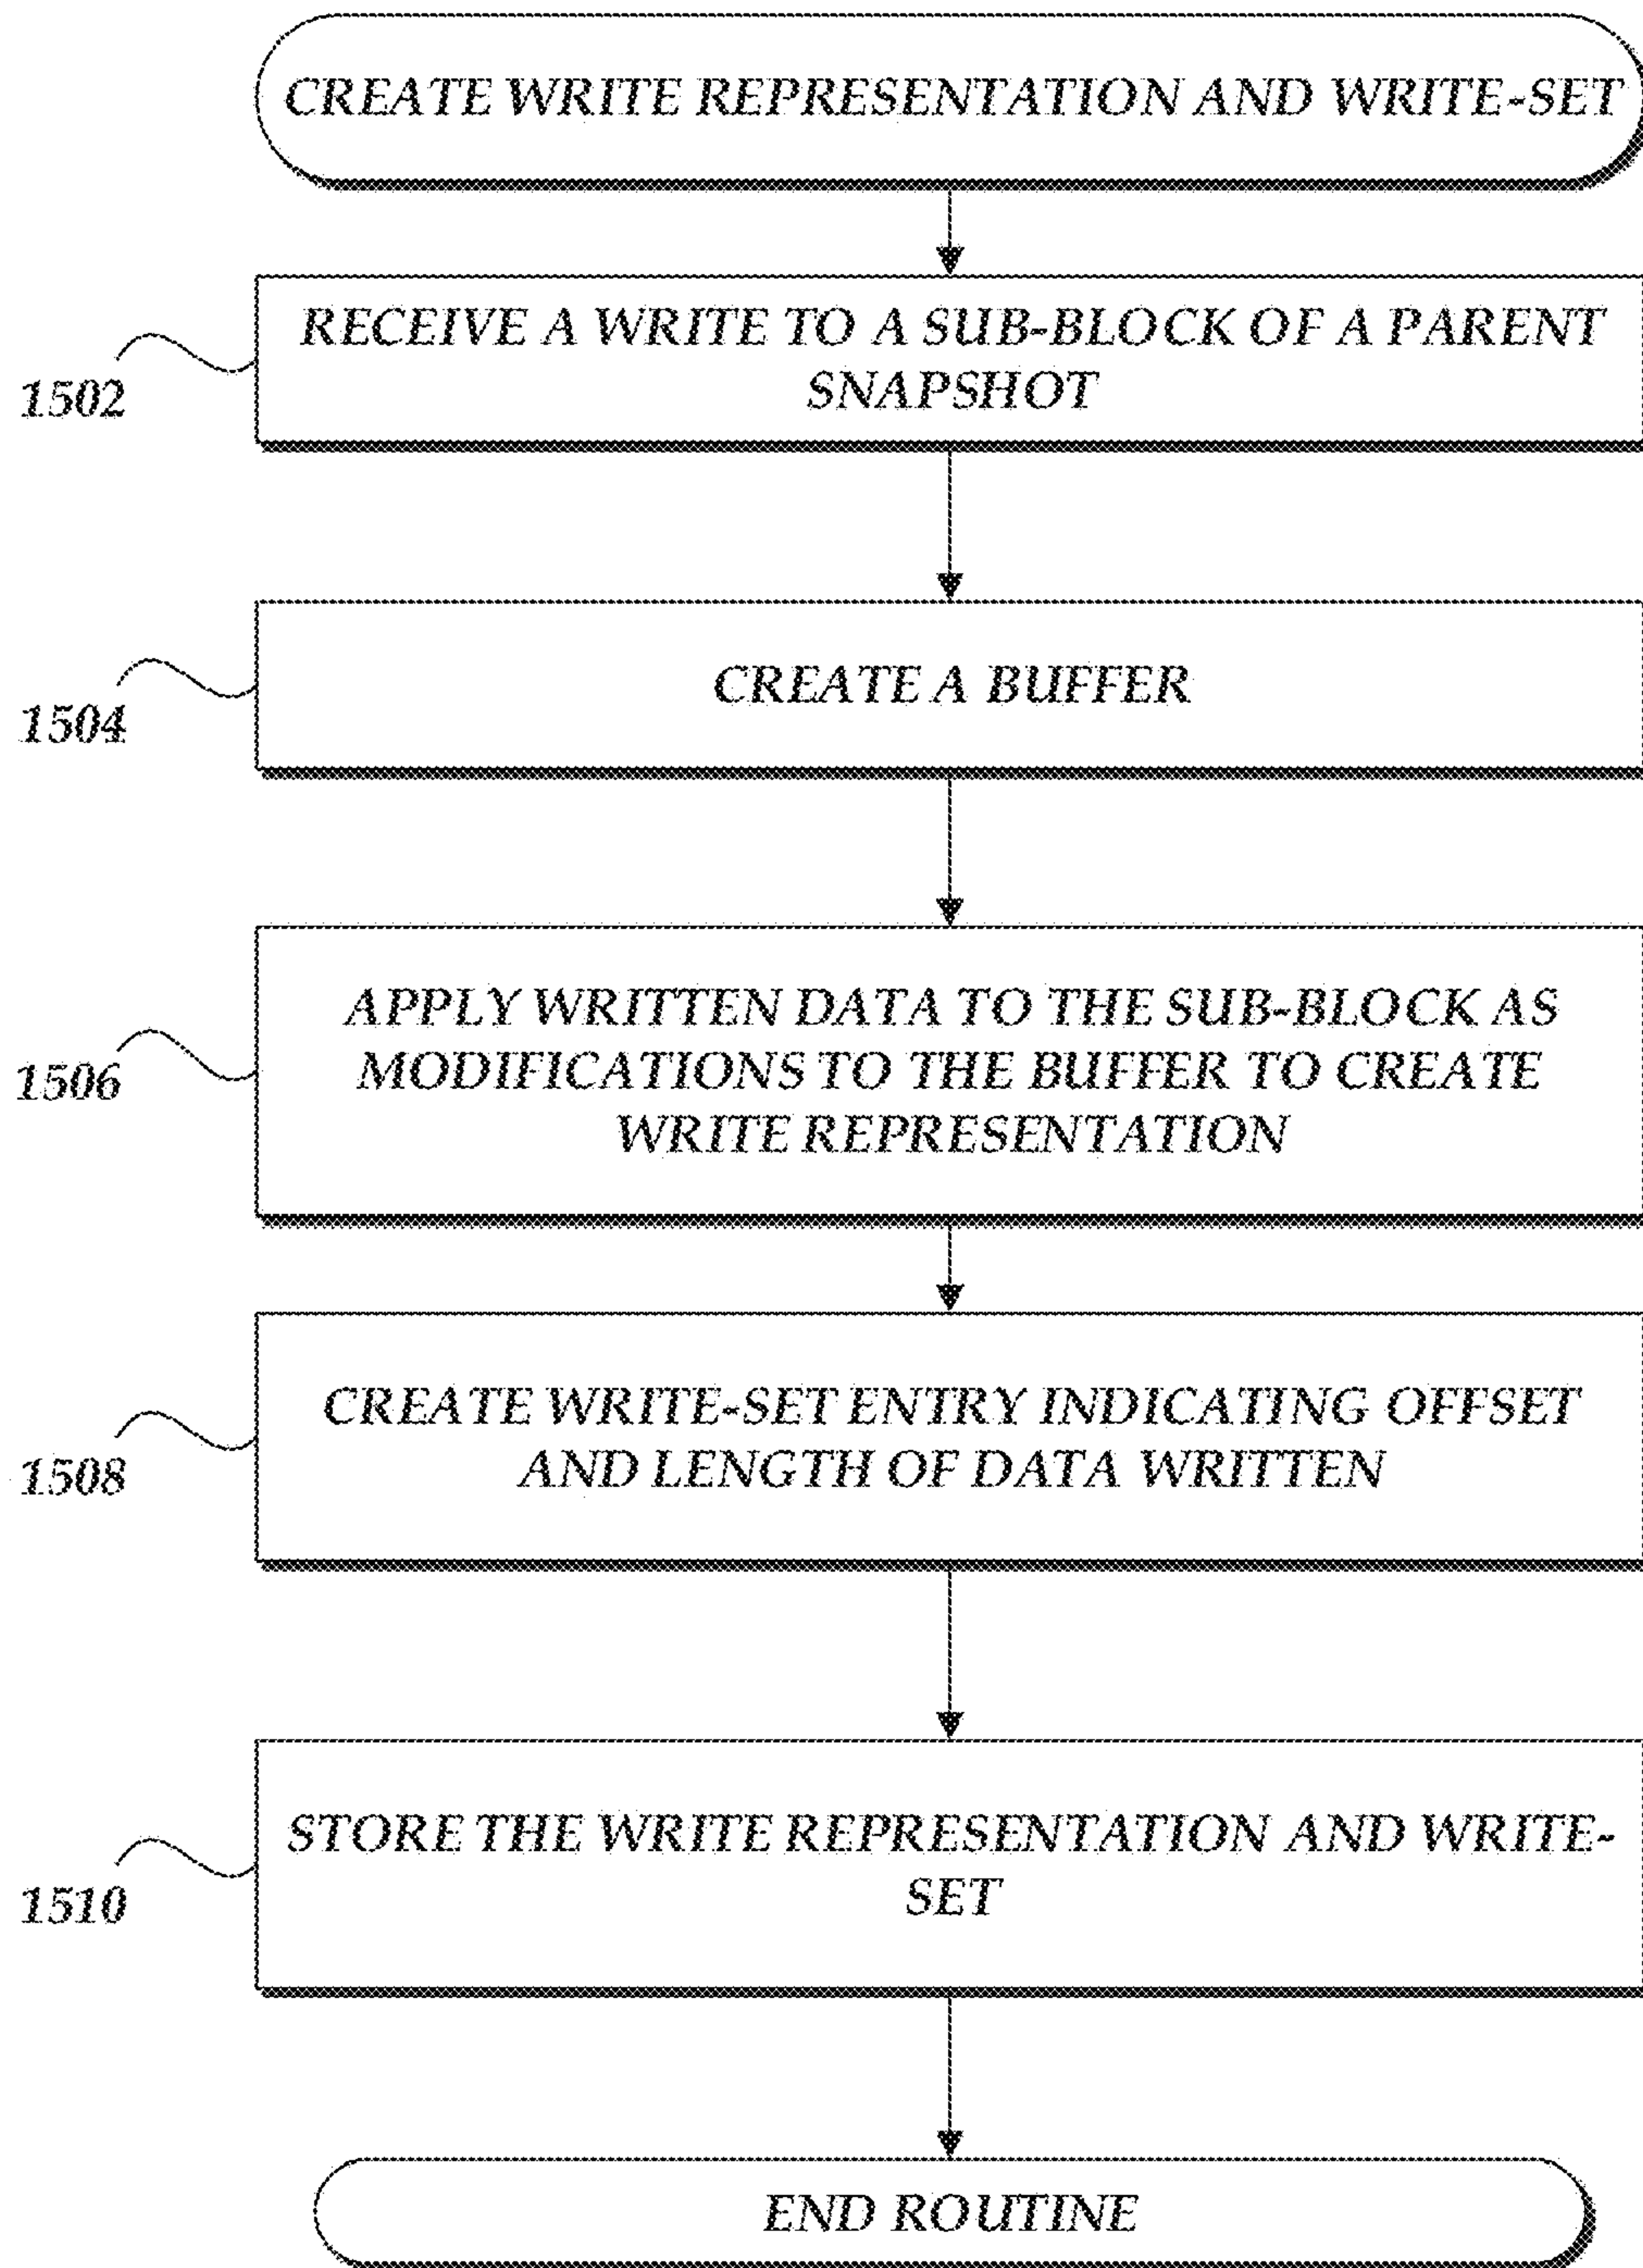 CREATE WRITE REPRESENTATION AND WRITE-SET
RECEIVE A WRITE TO A SUB-BLOCK OF A PARENT
SNAPSHOT
1502
CREATE A BUFFER
1504
APPLY WRITTEN DATA TO THE SUB-BLOCK AS
MODIFICATIONS TO THE BUFFER TO CREATE
WRITE REPRESENTATION
1506
CREATE WRITE-SET ENTRY INDICATING OFFSET
AND LENGTH OF DATA WRITTEN
1508
STORE THE WRITE REPRESENTATION AND WRITE-
SET
1510
END ROUTINE